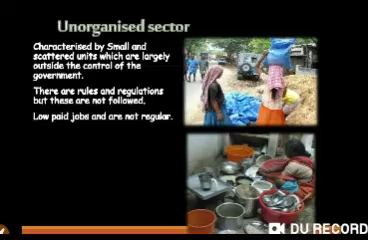 Unorganised sector
Characterised by Small and
scattered units which are largely
outside the control of the
government.
There are rules and regulations
but these are not followed.
Low paid jobs and are not regular.
DU RECORD